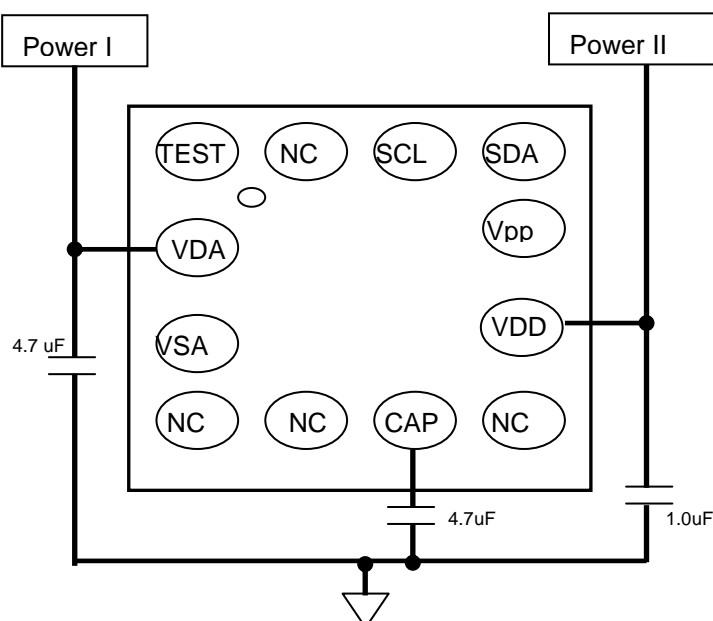 Power I
Power II
TEST NC SCL SDA
Vpp
VDA
VDD
4.7 uF
VSA
NC NC CAP NC
4.7uF
1.0uF